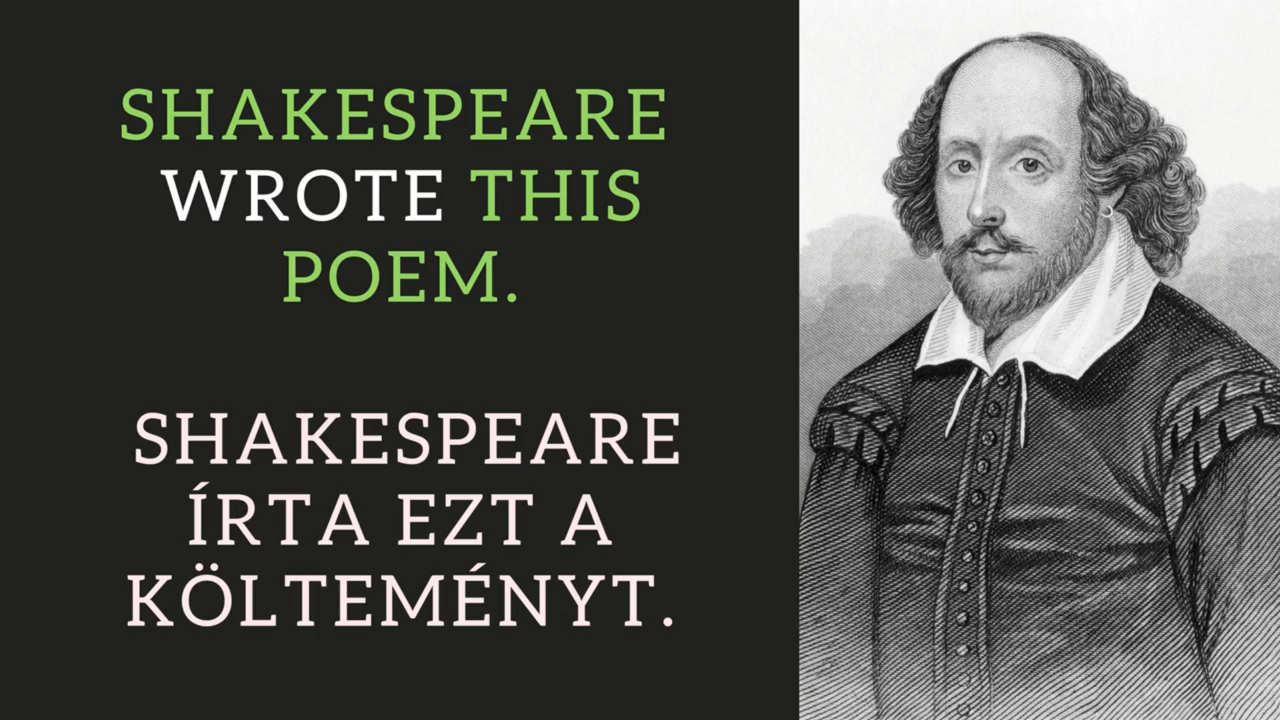 SHAKESPEARE
WROTE THIS
POEM.
SHAKESPEARE
ÍRTA EZT A
KÖLTEMÉNYT.